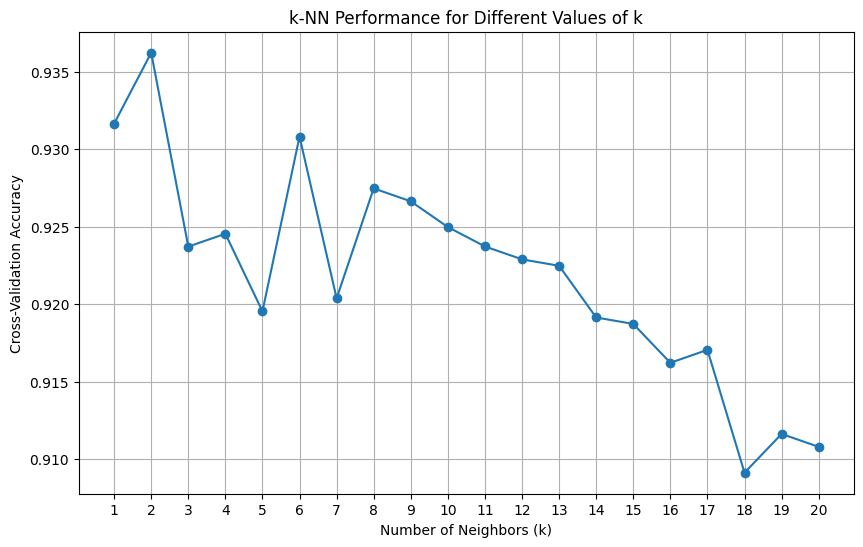 k-NN Performance for Different Values of k
0.935
0.930
0.925
0.920
0.915
0.910
Cross-Validation Accuracy
1 2 3 4 5 6 7 8 9 10 11 12 13 14 15 16 17 18 19 20
Number of Neighbors (k)